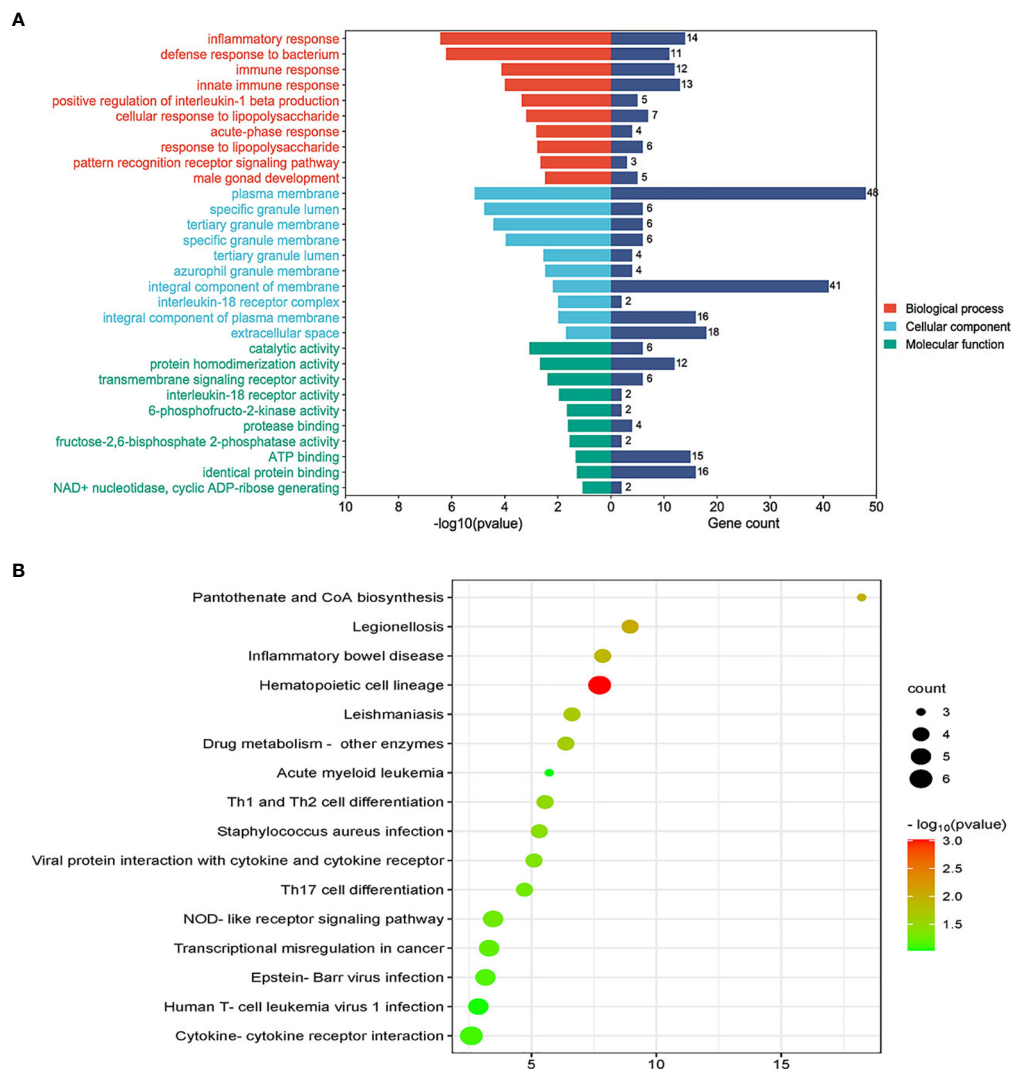 A
inflammatory response 14
defense response to bacterium 11
immune response 12
innate immune response 13
positive regulation of interleukin-1 beta production 5
cellular response to lipopolysaccharide 7
acute-phase response 4
response to lipopolysaccharide 6
pattern recognition receptor signaling pathway 3
male gonad development 5
plasma membrane 48
specific granule lumen 6
tertiary granule membrane 6
specific granule membrane 6
tertiary granule lumen 4
azurophil granule membrane 4
integral component of membrane 41
interleukin-18 receptor complex 2
integral component of plasma membrane 16
extracellular space 18
catalytic activity 6
protein homodimerization activity 12
transmembrane signaling receptor activity 6
interleukin-18 receptor activity 2
6-phosphofructo-2-kinase activity 2
protease binding 4
fructose-2,6-bisphosphate 2-phosphatase activity 2
ATP binding 15
identical protein binding 16
NAD+ nucleotidase, cyclic ADP-ribose generating 2
10 8 6 4 2 0 10 20 30 40 50
-log10(pvalue) Gene count
Biological process
Cellular component
Molecular function
B
Pantothenate and CoA biosynthesis
Legionellosis
Inflammatory bowel disease
Hematopoietic cell lineage
Leishmaniasis
Drug metabolism - other enzymes
Acute myeloid leukemia
Th1 and Th2 cell differentiation
Staphylococcus aureus infection
Viral protein interaction with cytokine and cytokine receptor
Th17 cell differentiation
NOD- like receptor signaling pathway
Transcriptional misregulation in cancer
Epstein- Barr virus infection
Human T- cell leukemia virus 1 infection
Cytokine- cytokine receptor interaction
5 10 15
count
3
4
5
6
- log10(pvalue)
3.0
2.5
2.0
1.5